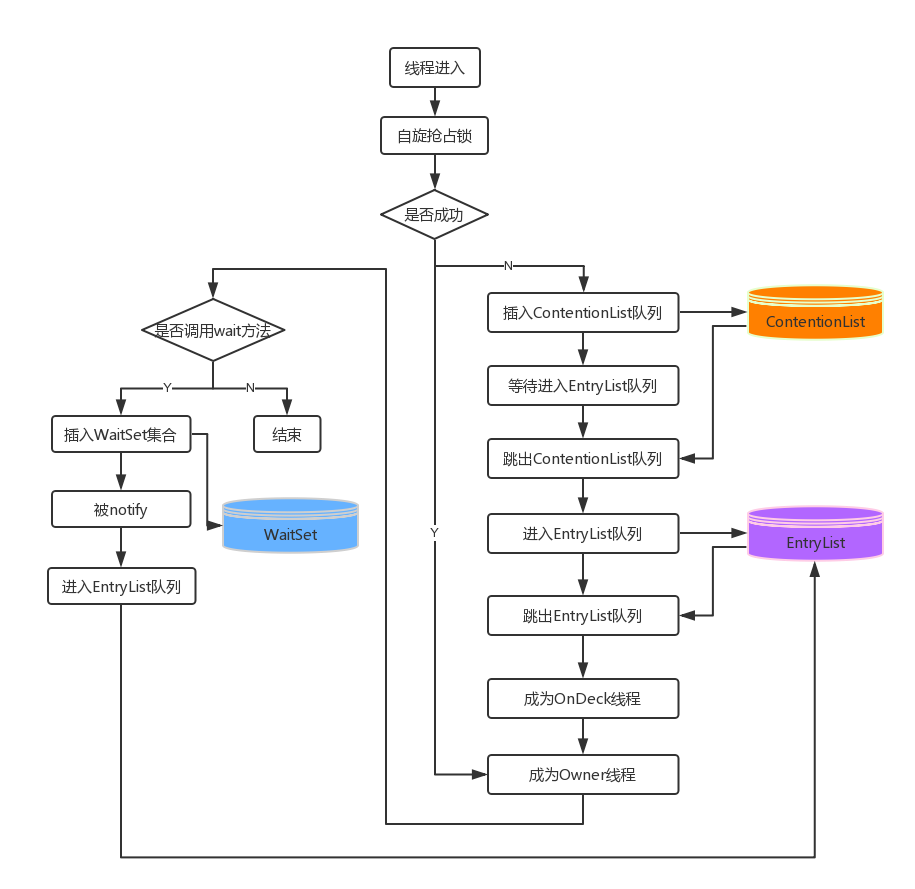 线程进入
自旋抢占锁
是否成功
N
插入ContentionList队列
ContentionList
是否调用wait方法
等待进入EntryList队列
Y
N
插入WaitSet集合
结束
跳出ContentionList队列
被notify
WaitSet
Y
进入EntryList队列
EntryList
进入EntryList队列
跳出EntryList队列
成为OnDeck线程
成为Owner线程